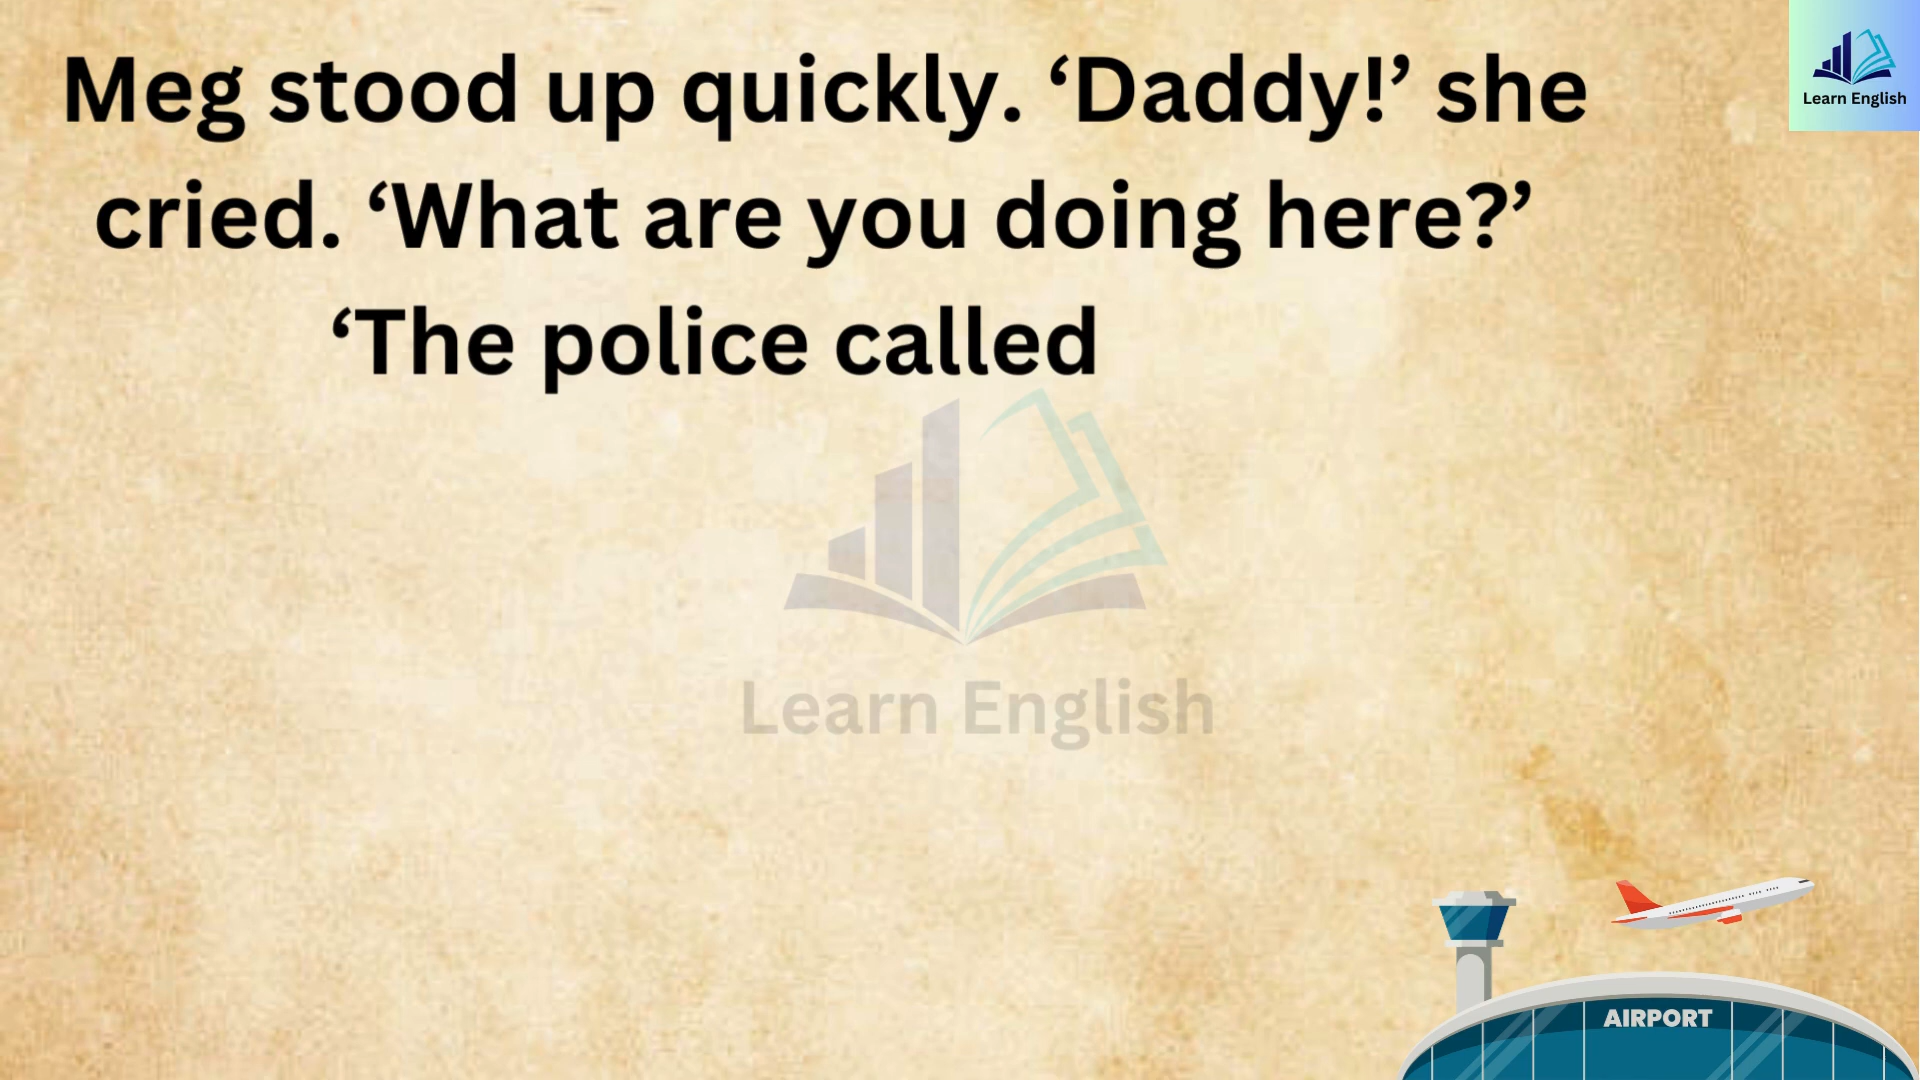 Meg stood up quickly. ‘Daddy!’ she
cried. ‘What are you doing here?’
‘The police called
Learn English
Learn English
AIRPORT